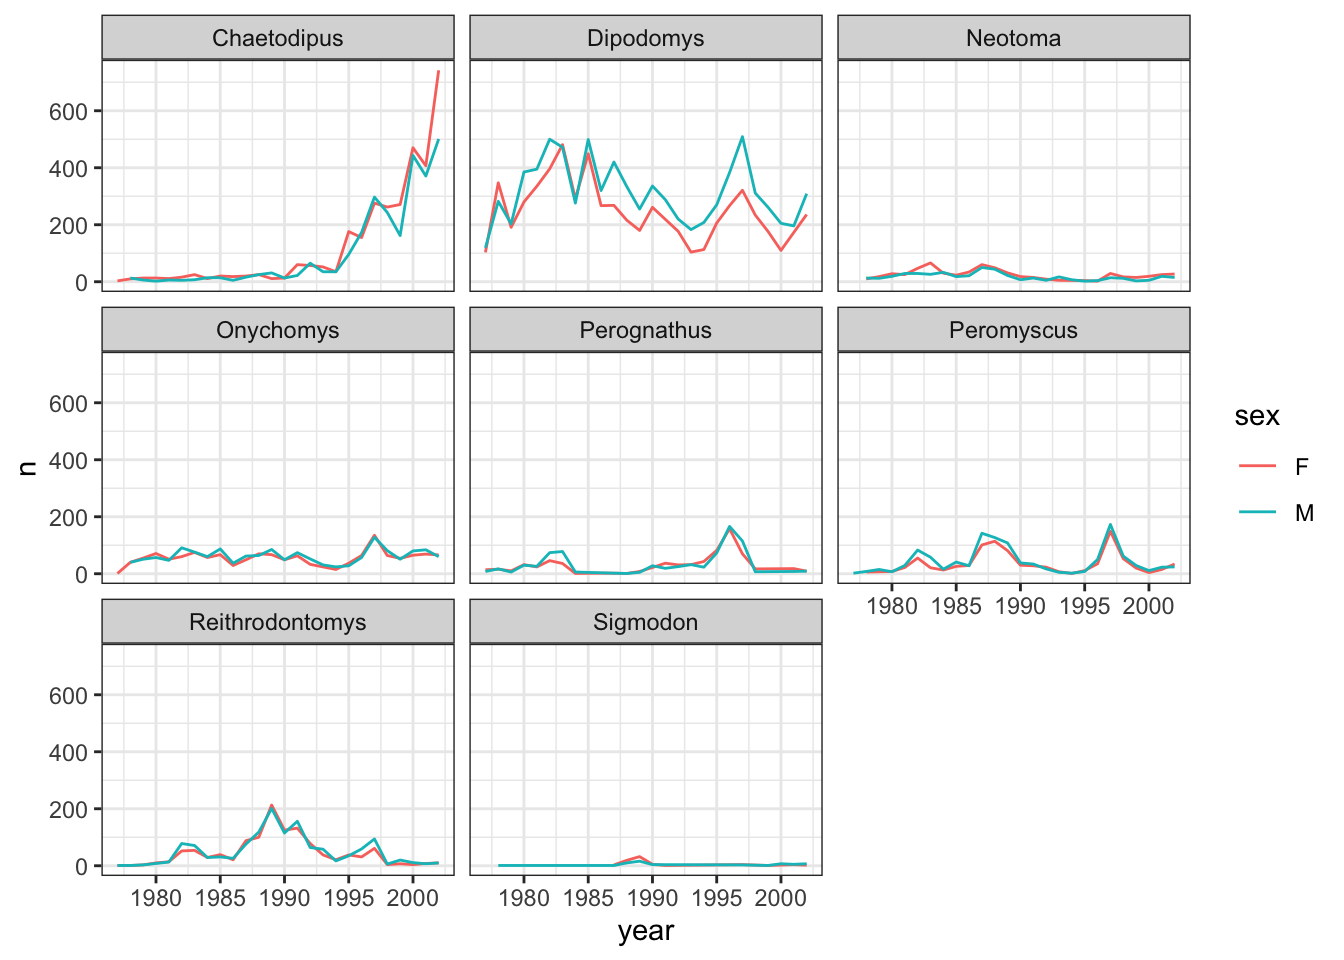 Chaetodipus Dipodomys Neotoma
600
400
200
0
Onychomys Perognathus Peromyscus
600
400
200
0
1980 1985 1990 1995 2000
Reithrodontomys Sigmodon
600
400
200
0
1980 1985 1990 1995 2000 1980 1985 1990 1995 2000
year
n
sex
F
M